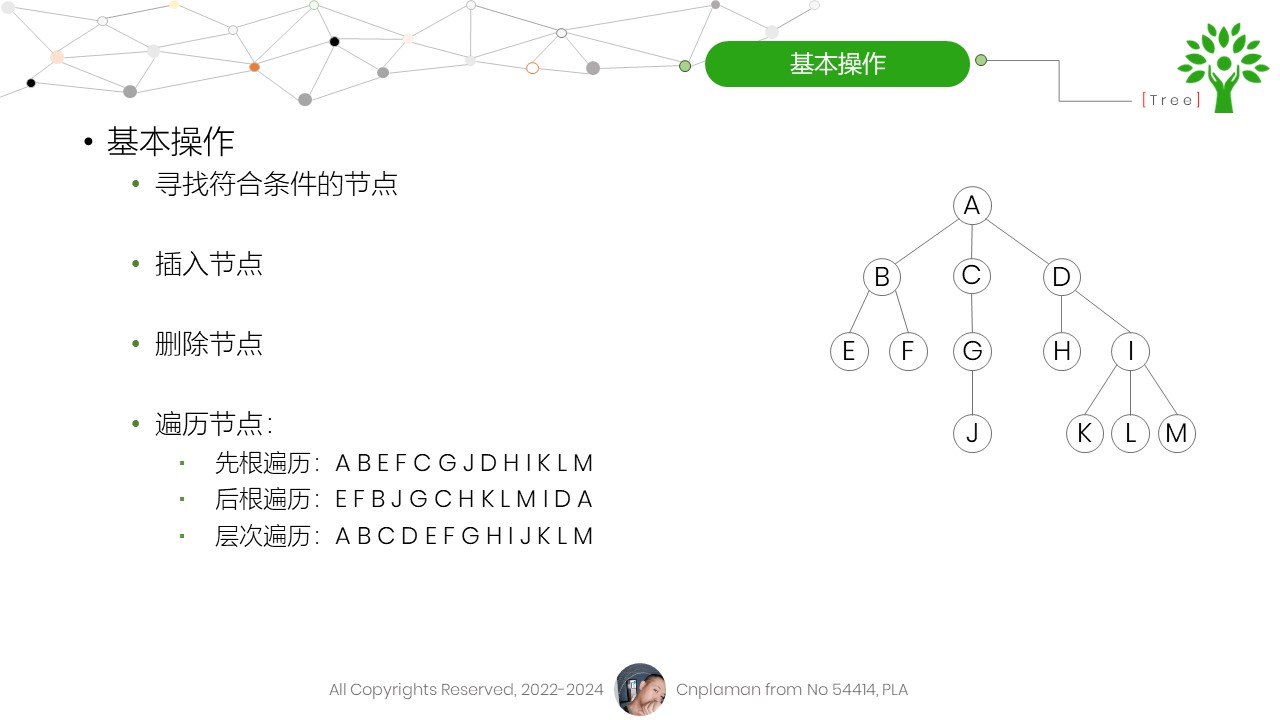 基本操作
[Tree]
• 基本操作
• 寻找符合条件的节点
• 插入节点
• 删除节点
• 遍历节点：
▪ 先根遍历：A B E F C G J D H I K L M
▪ 后根遍历：E F B J G C H K L M I D A
▪ 层次遍历：A B C D E F G H I J K L M
A
B C D
E F G H I
J K L M
All Copyrights Reserved, 2022-2024 Cnplaman from No 54414, PLA